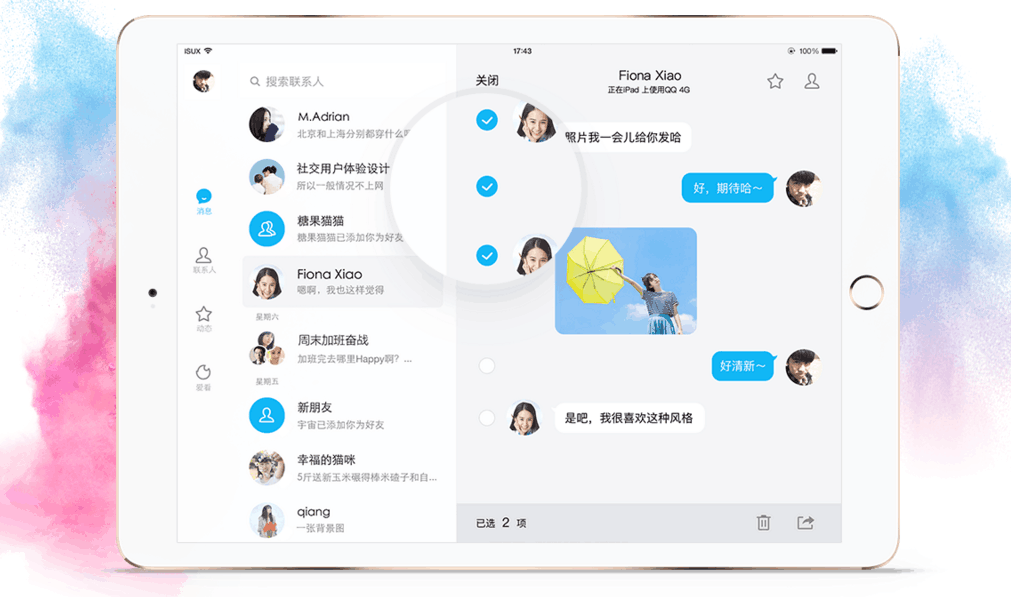 ISUX
17:43
100%
搜索联系人
M.Adrian
北京和上海分别都穿什么
社交用户体验设计
所以一般情况不上网
糖果猫猫
糖果猫猫已添加你为好友
Fiona Xiao
嗯啊，我也这样觉得
星期六
周末加班奋战
加班完去哪里Happy啊？...
星期五
新朋友
宇宙已添加你为好友
幸福的猫咪
5斤送新玉米碾得棒米磕子和自...
qiang
一张背景图
消息
联系人
动态
爱看
关闭
Fiona Xiao
正在iPad 上使用QQ 4G
照片我一会儿给你发哈
好，期待哈～
好清新～
是吧，我很喜欢这种风格
已选 2 项